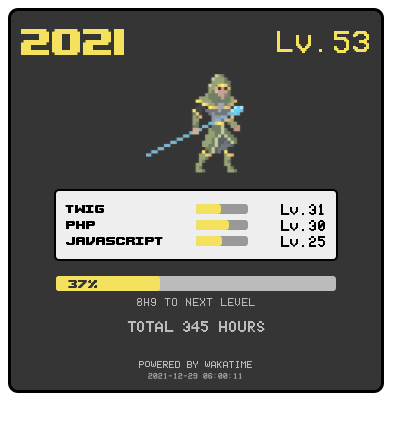 2021 Lv.53
TWIG Lv.31
PHP Lv.30
JAVASCRIPT Lv.25
37%
8H9 TO NEXT LEVEL
TOTAL 345 HOURS
POWERED BY WAKATIME
2021-12-29 06:00:11